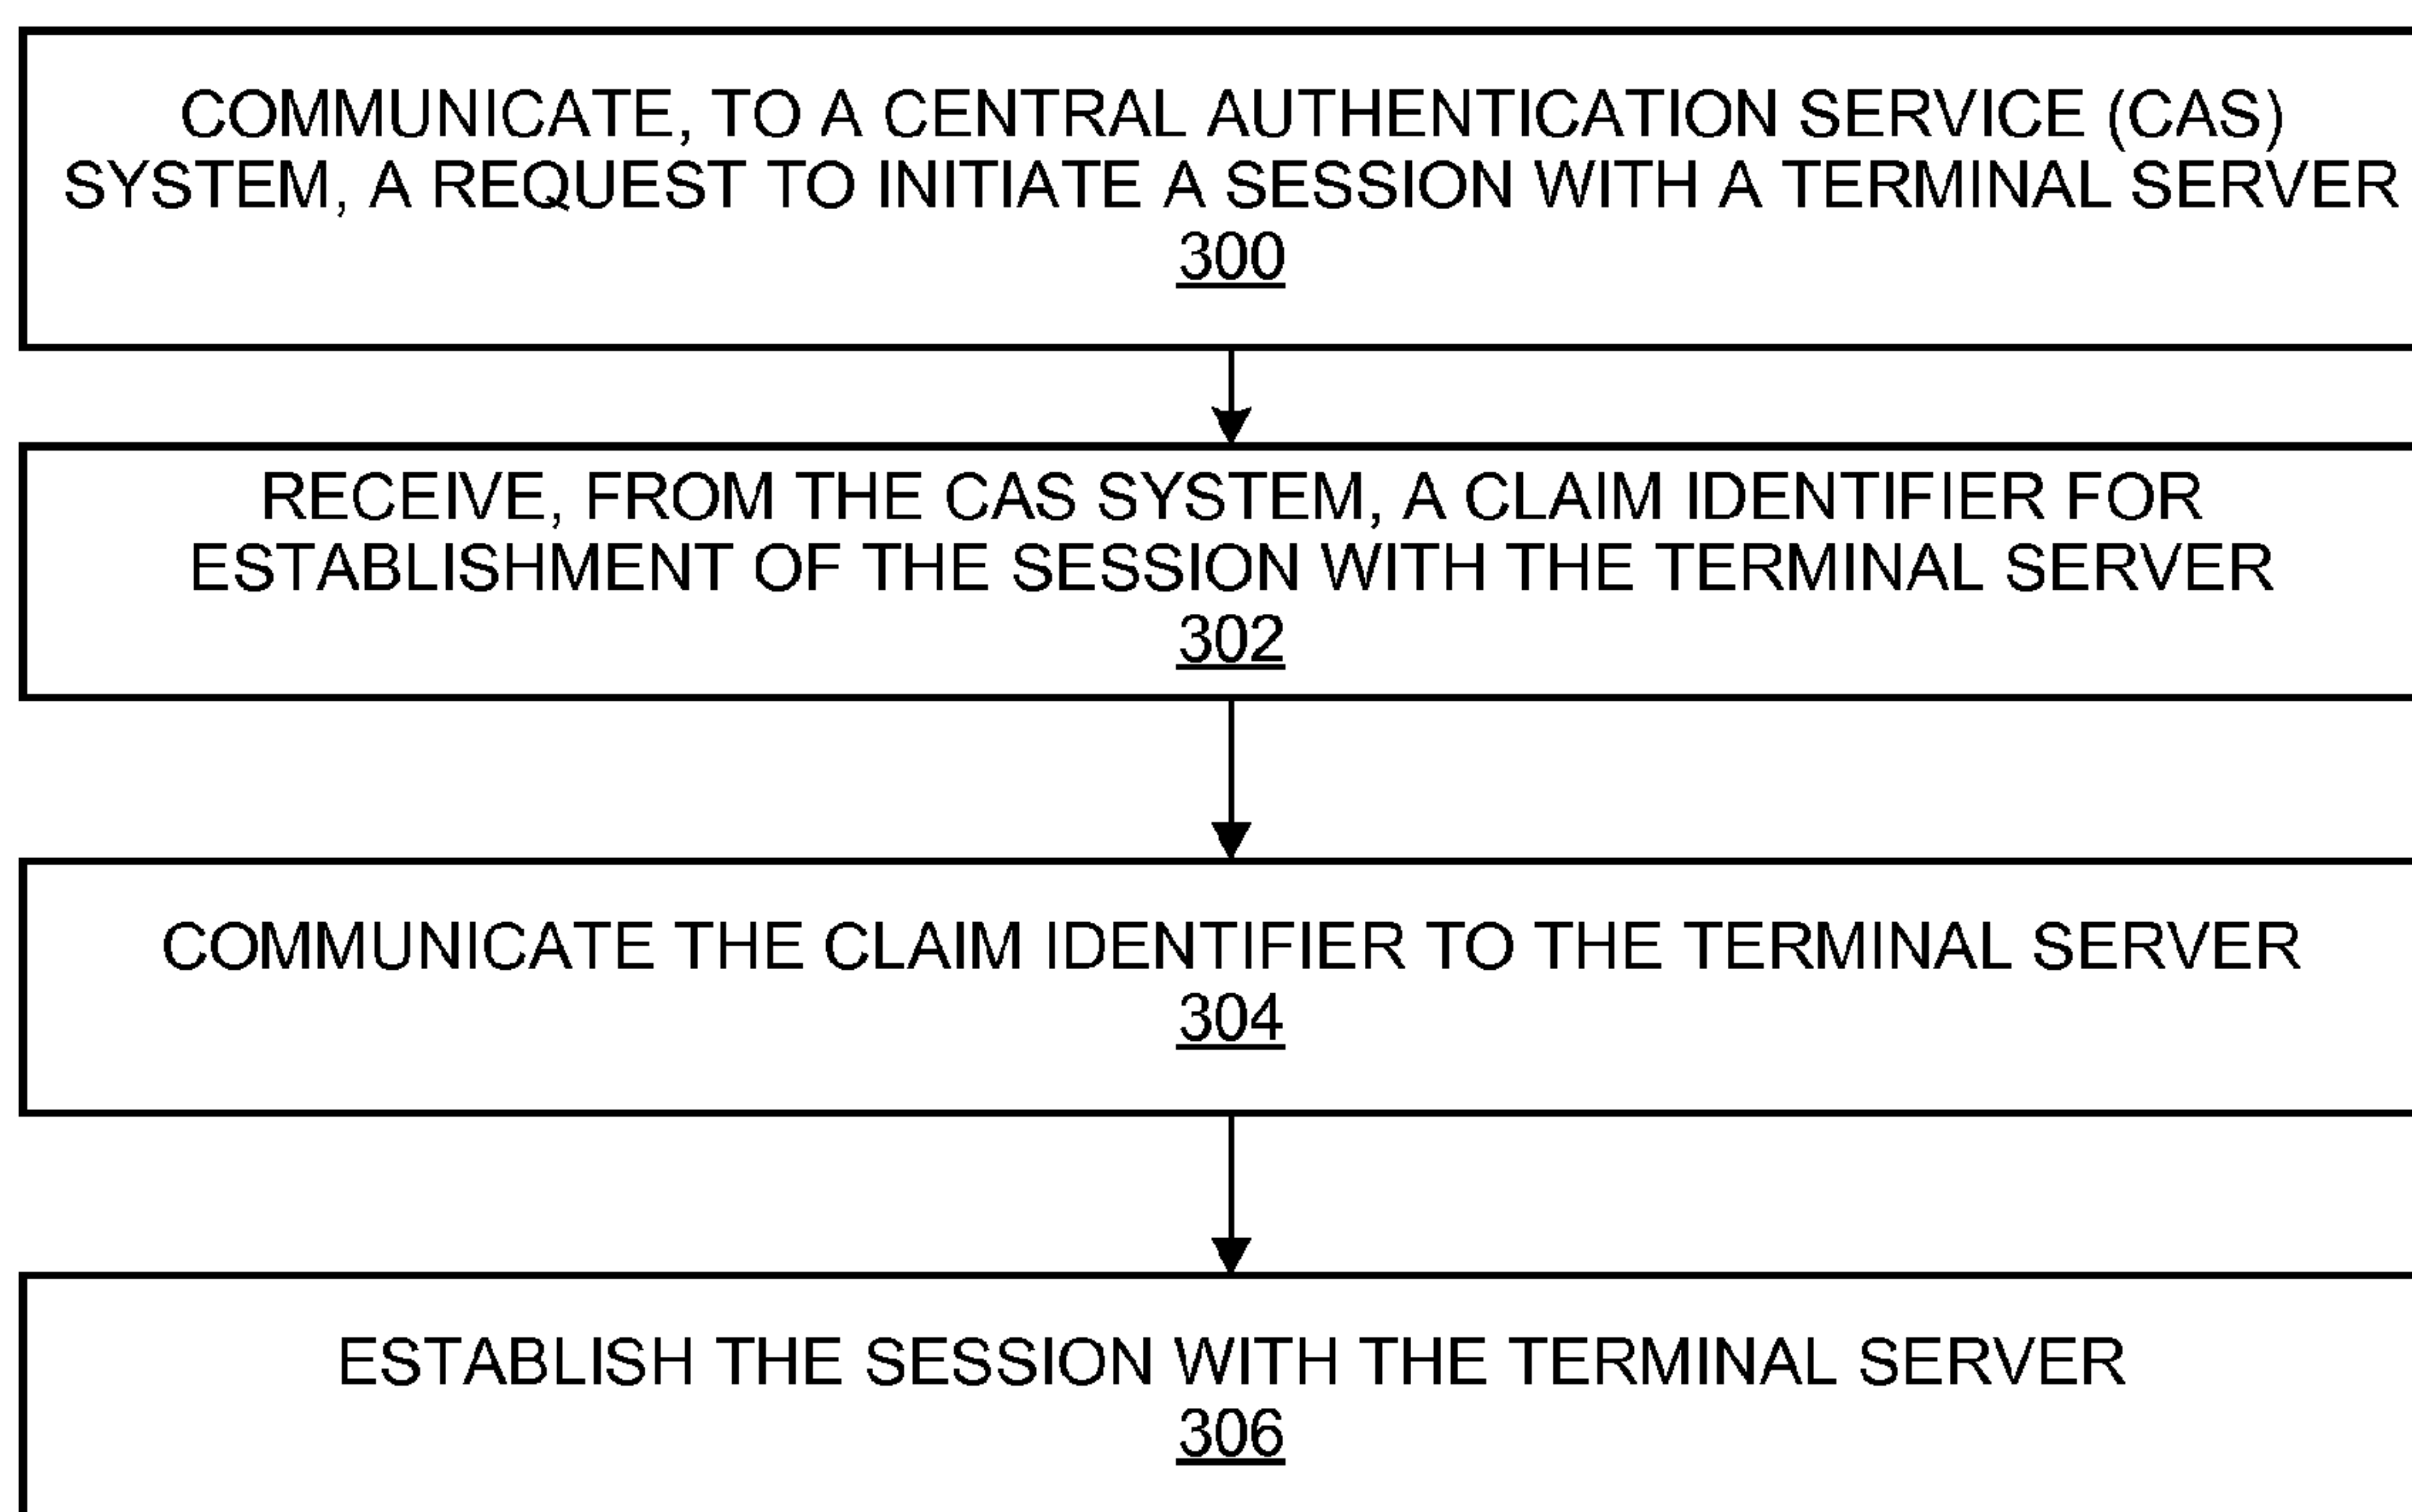 COMMUNICATE, TO A CENTRAL AUTHENTICATION SERVICE (CAS)
SYSTEM, A REQUEST TO INITIATE A SESSION WITH A TERMINAL SERVER
300
RECEIVE, FROM THE CAS SYSTEM, A CLAIM IDENTIFIER FOR
ESTABLISHMENT OF THE SESSION WITH THE TERMINAL SERVER
302
COMMUNICATE THE CLAIM IDENTIFIER TO THE TERMINAL SERVER
304
ESTABLISH THE SESSION WITH THE TERMINAL SERVER
306